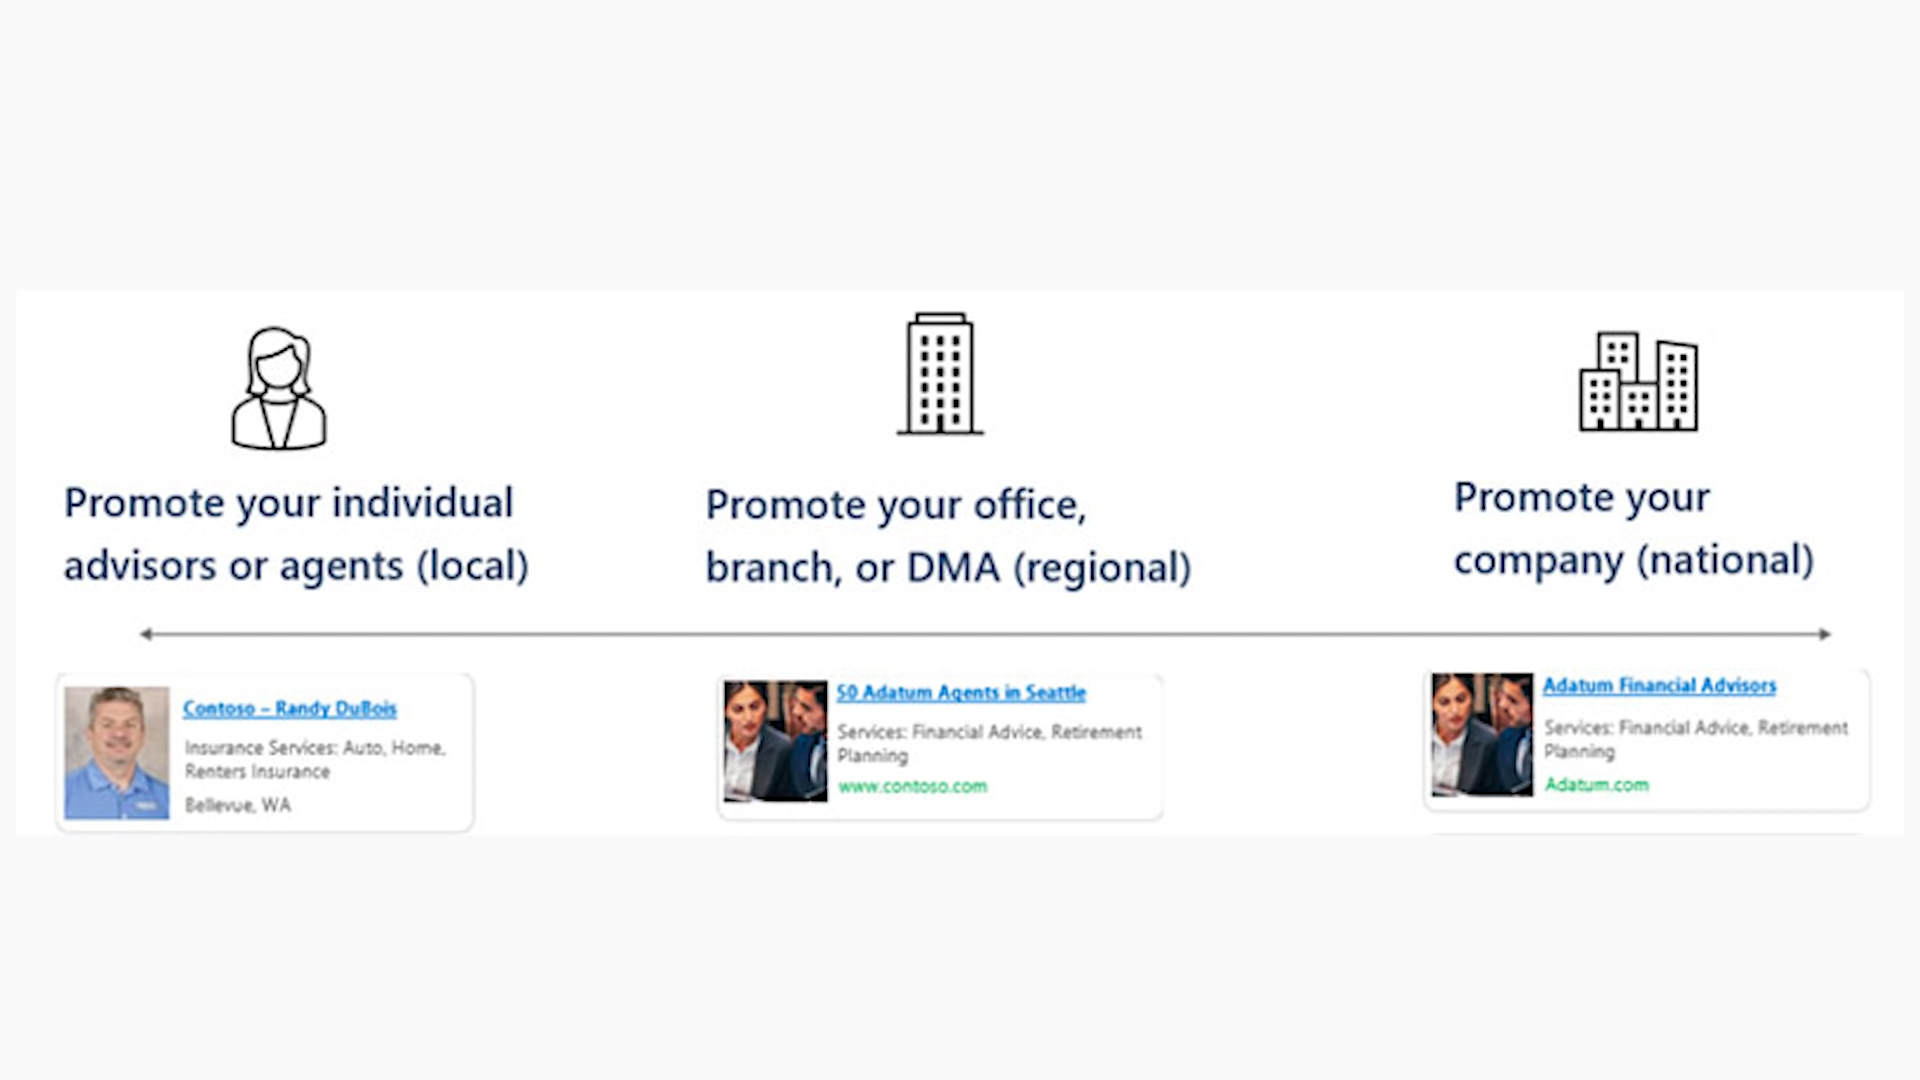 Promote your individual
advisors or agents (local)
Promote your office,
branch, or DMA (regional)
Promote your
company (national)
Contoso – Randy DuBois
Insurance Services: Auto, Home,
Renters Insurance
Bellevue, WA
50 Adatum Agents in Seattle
Services: Financial Advice, Retirement
Planning
www.contoso.com
Adatum Financial Advisors
Services: Financial Advice, Retirement
Planning
Adatum.com